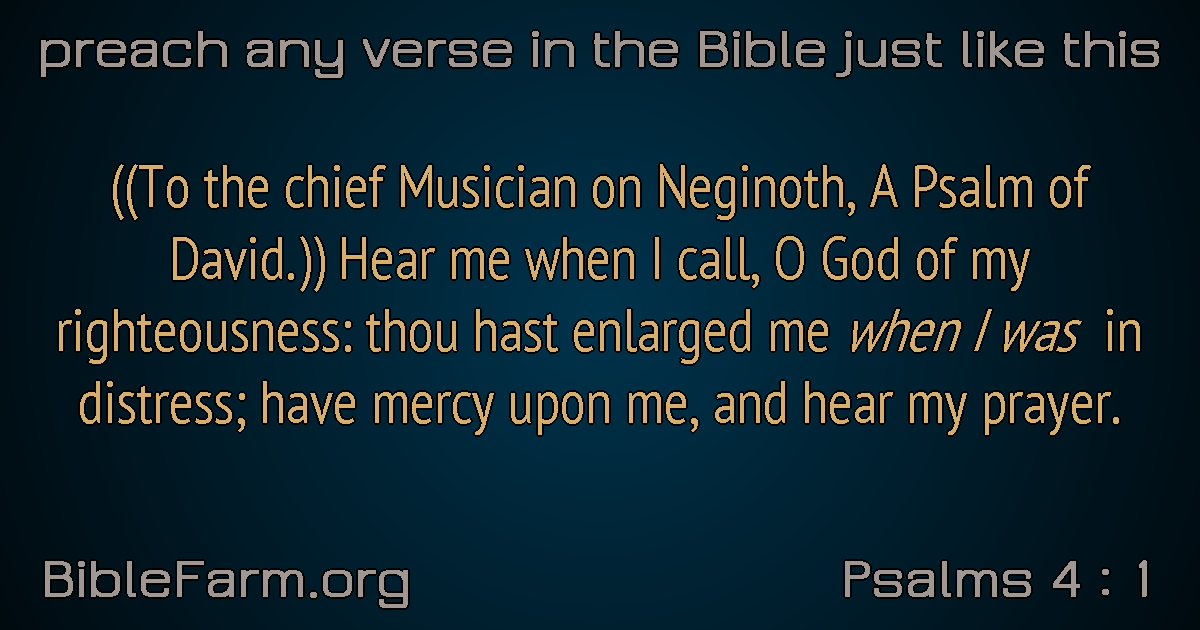 preach any verse in the Bible just like this
((To the chief Musician on Neginoth, A Psalm of
David.)) Hear me when I call, O God of my
righteousness: thou hast enlarged me when I was in
distress; have mercy upon me, and hear my prayer.
BibleFarm.org
Psalms 4 : 1